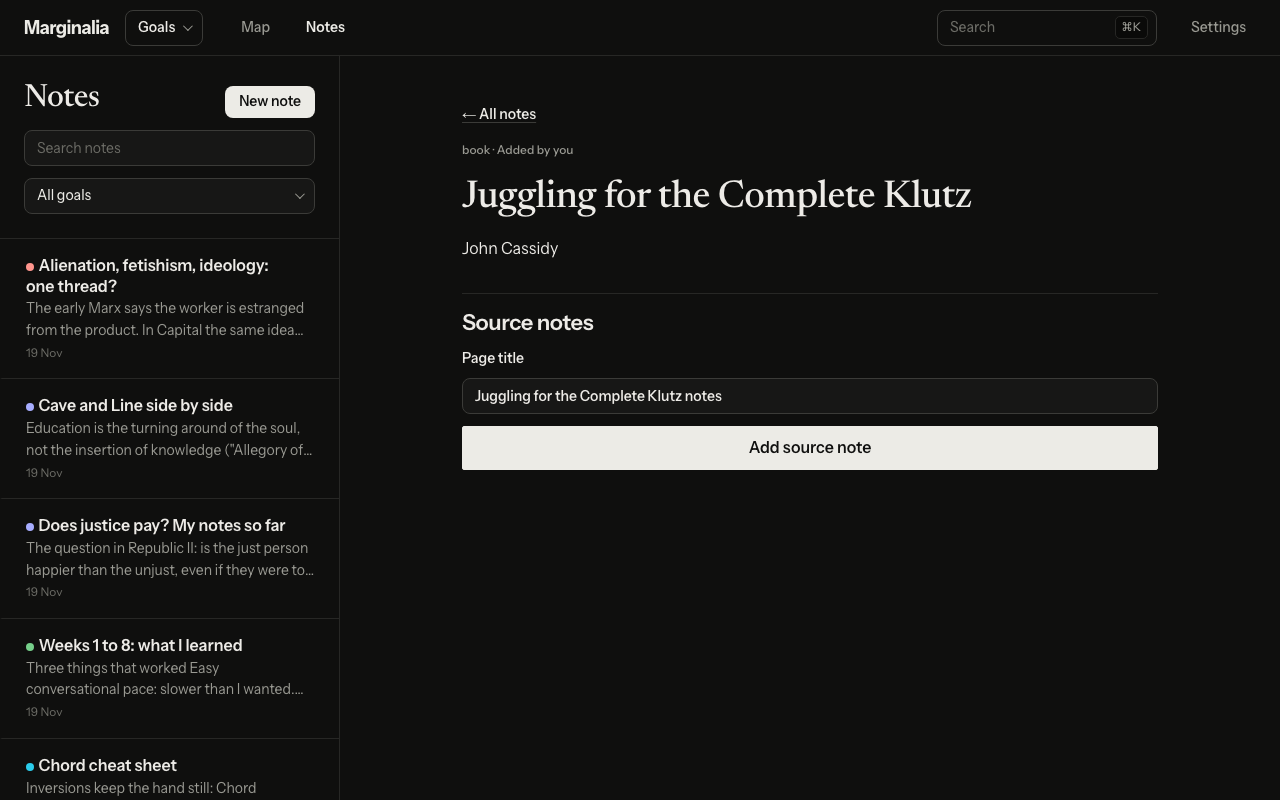 Marginalia
Goals
Map
Notes
Search
⌘K
Settings
Notes
New note
Search notes
All goals
Alienation, fetishism, ideology:
one thread?
The early Marx says the worker is estranged
from the product. In Capital the same idea...
19 Nov
Cave and Line side by side
Education is the turning around of the soul,
not the insertion of knowledge ("Allegory of...
19 Nov
Does justice pay? My notes so far
The question in Republic II: is the just person
happier than the unjust, even if they were to...
19 Nov
Weeks 1 to 8: what I learned
Three things that worked Easy
conversational pace: slower than I wanted....
19 Nov
Chord cheat sheet
Inversions keep the hand still: Chord
← All notes
book · Added by you
Juggling for the Complete Klutz
John Cassidy
Source notes
Page title
Juggling for the Complete Klutz notes
Add source note